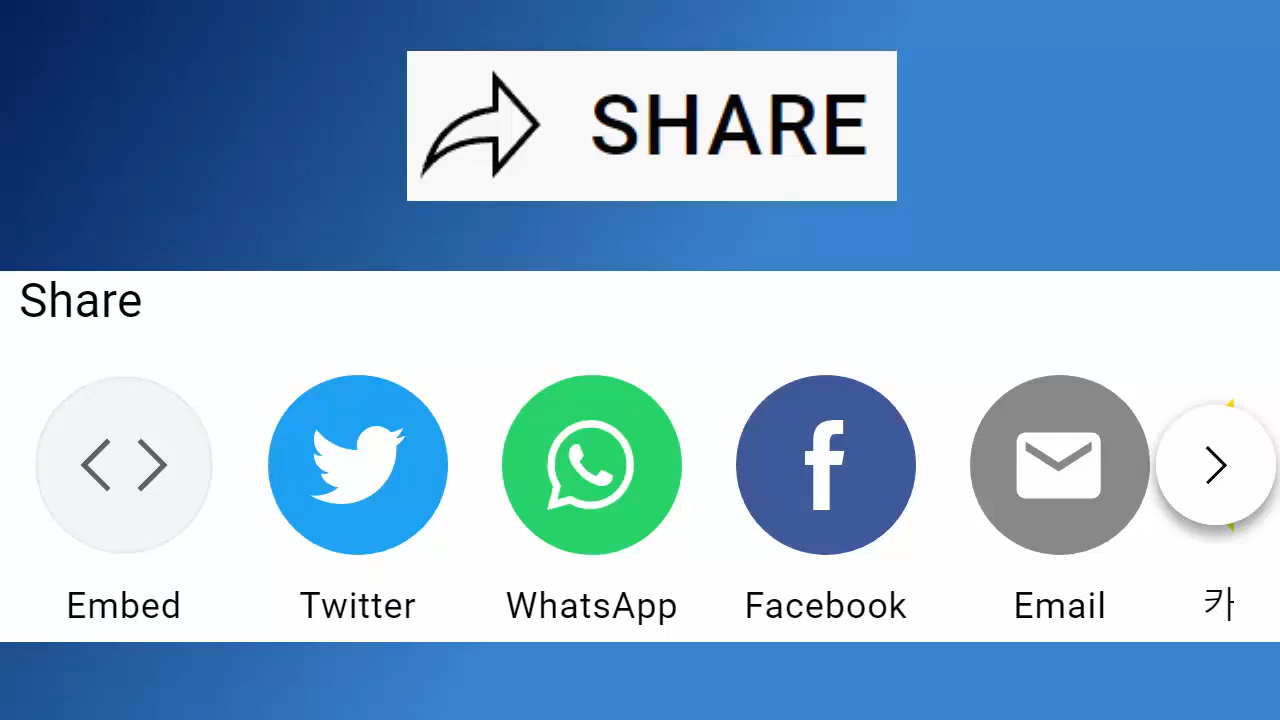 SHARE
Share
Embed
Twitter
WhatsApp
Facebook
Email
카